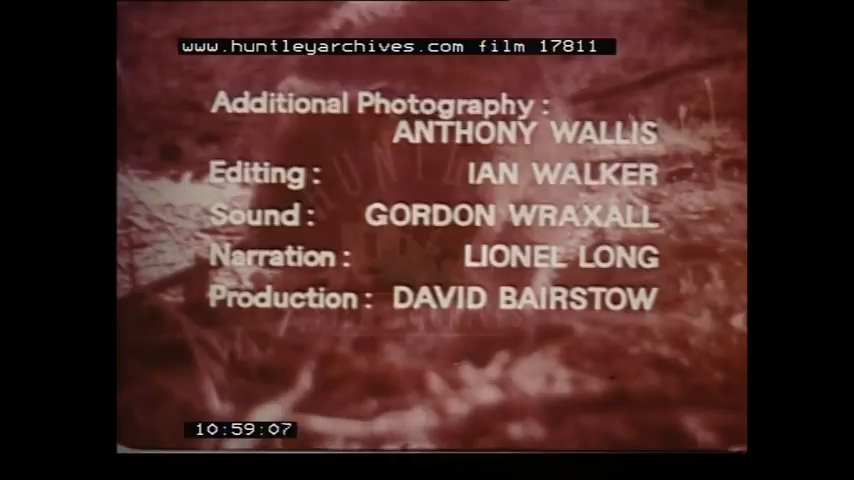 www.huntleyarchives.com film 17811
Additional Photography :
ANTHONY WALLIS
Editing : IAN WALKER
Sound : GORDON WRAXALL
Narration : LIONEL LONG
Production : DAVID BAIRSTOW
10:59:07